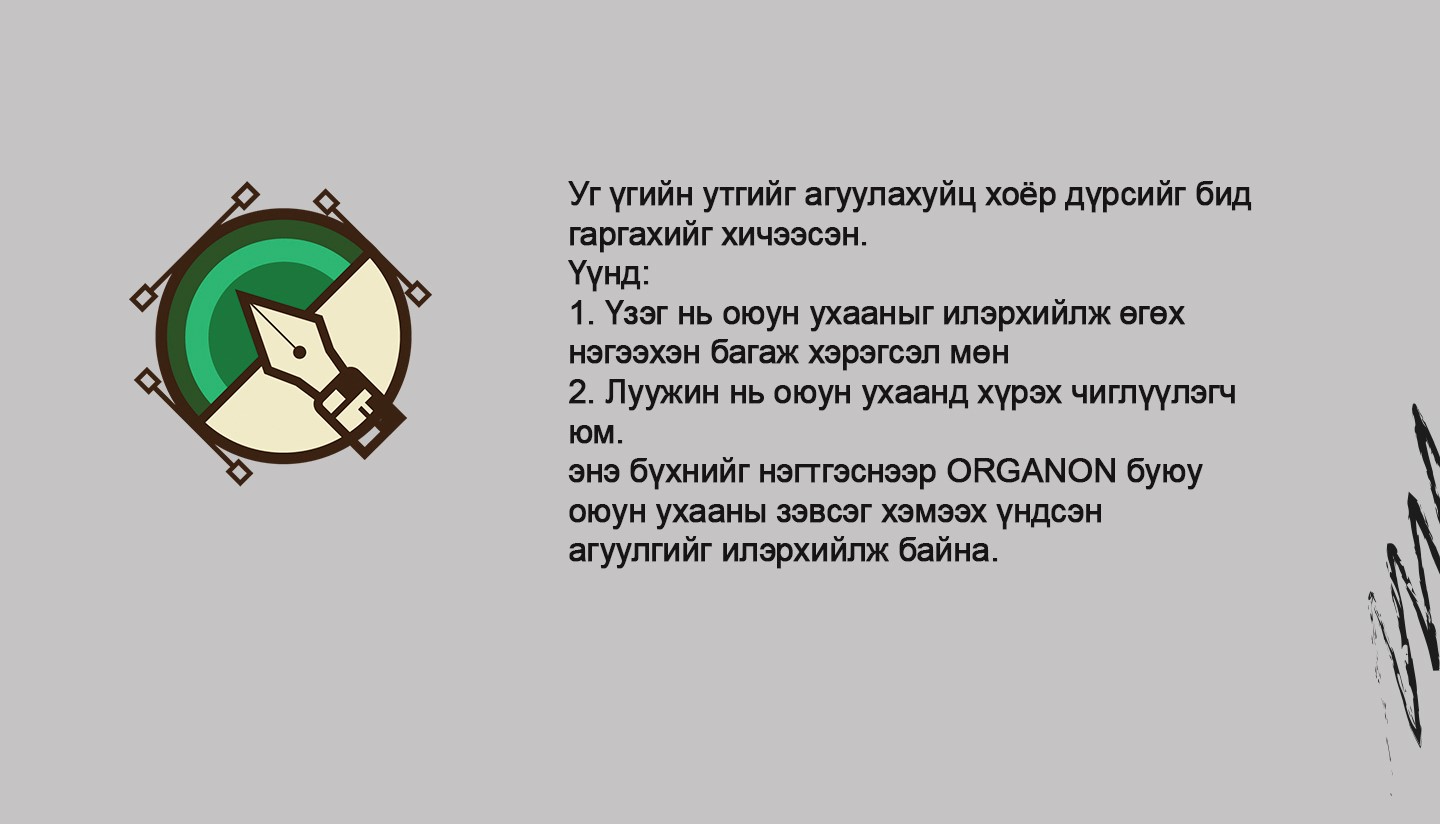 Уг үгийн утгийг агуулахуйц хоёр дүрсийг бид
гаргахийг хичээсэн.
Үүнд:
1. Үзэг нь оюун ухааныг илэрхийлж өгөх
нэгээхэн багаж хэрэгсэл мөн
2. Луужин нь оюун ухаанд хүрэх чиглүүлэгч
юм.
энэ бүхнийг нэгтгэснээр ORGANON буюу
оюун ухааны зэвсэг хэмээх үндсэн
агуулгийг илэрхийлж байна.